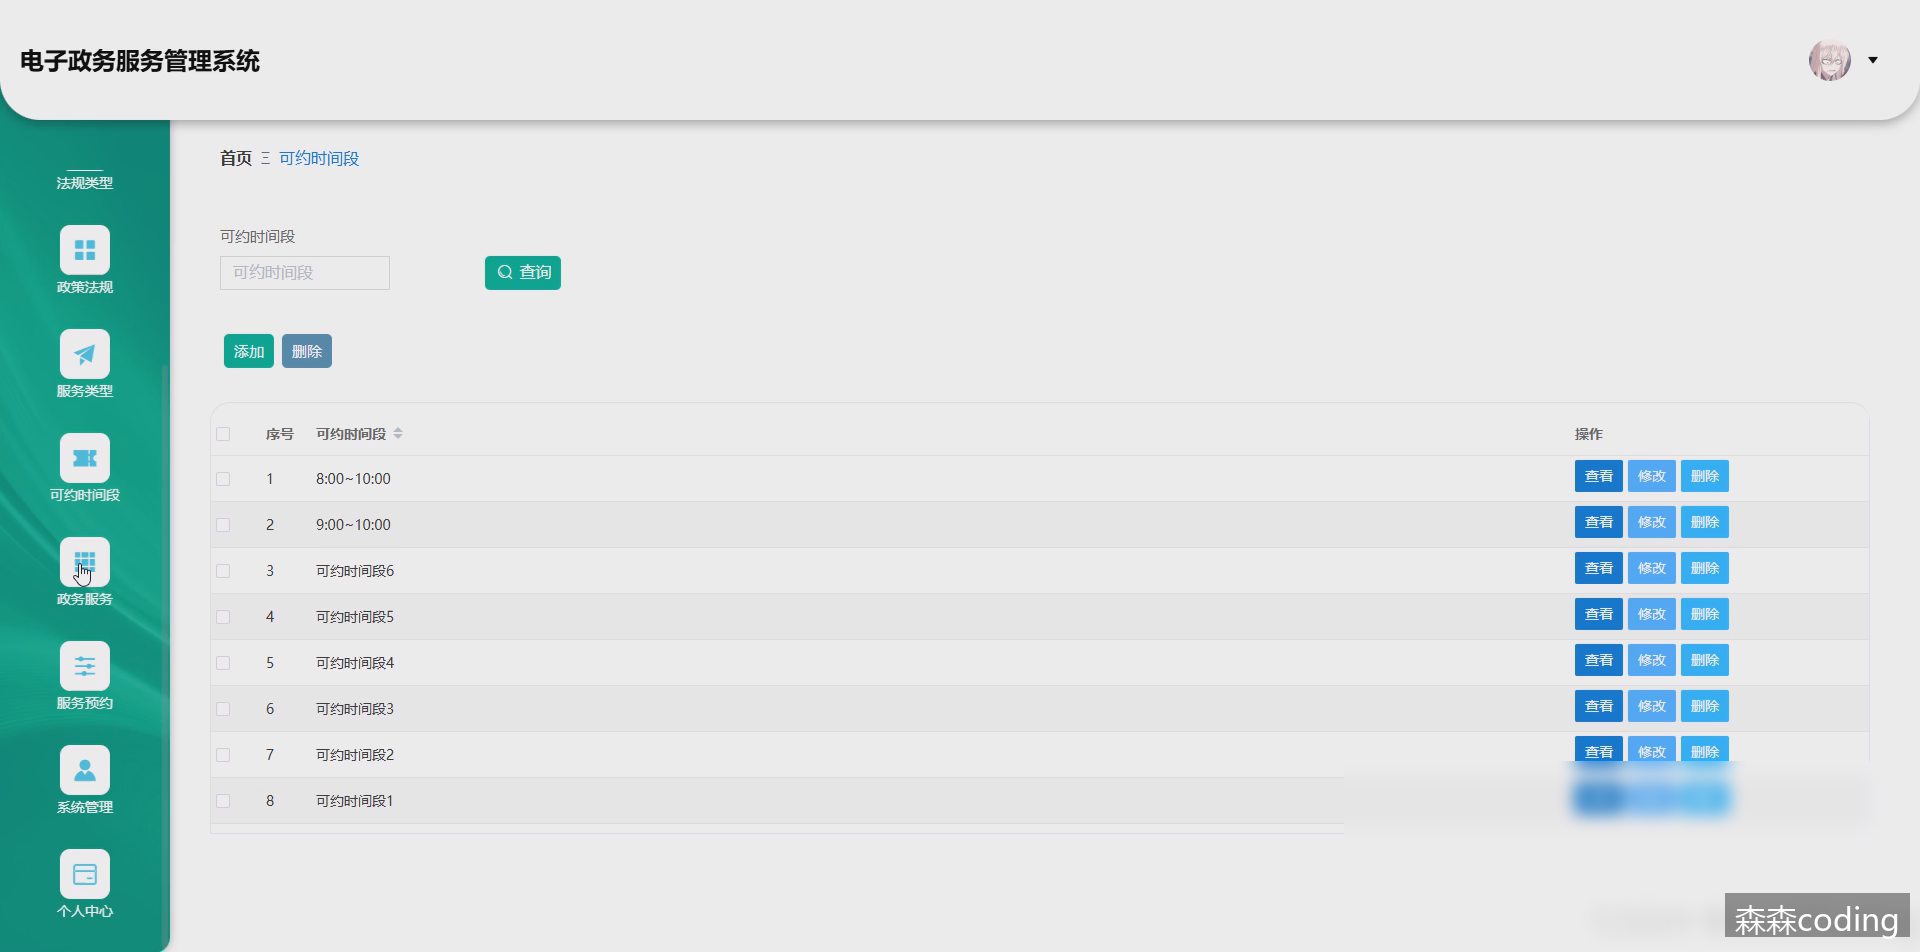 电子政务服务管理系统
首页 Ξ 可约时间段
法规类型
政策法规
服务类型
可约时间段
政务服务
服务预约
系统管理
个人中心
可约时间段
可约时间段 查询
添加 删除
序号 可约时间段 操作
1 8:00~10:00 查看 修改 删除
2 9:00~10:00 查看 修改 删除
3 可约时间段6 查看 修改 删除
4 可约时间段5 查看 修改 删除
5 可约时间段4 查看 修改 删除
6 可约时间段3 查看 修改 删除
7 可约时间段2 查看 修改 删除
8 可约时间段1
森森coding